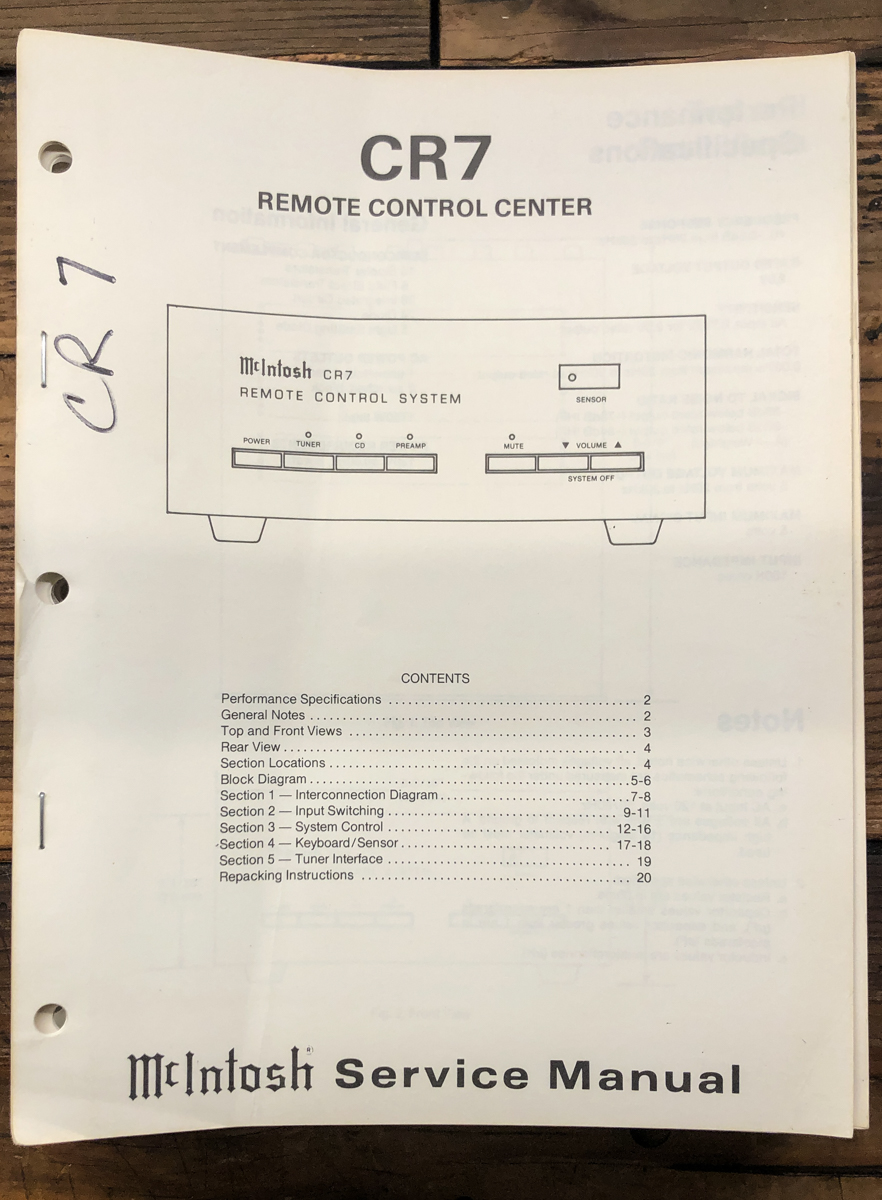 CR7
REMOTE CONTROL CENTER
CR 7
McIntosh CR7
REMOTE CONTROL SYSTEM
SENSOR
POWER TUNER CD PREAMP MUTE ▼ VOLUME ▲
SYSTEM OFF
CONTENTS
Performance Specifications ........................................ 2
General Notes ........................................ 2
Top and Front Views ........................................ 3
Rear View ........................................ 4
Section Locations ........................................ 4
Block Diagram ........................................ 5-6
Section 1 — Interconnection Diagram ........................................ 7-8
Section 2 — Input Switching ........................................ 9-11
Section 3 — System Control ........................................ 12-16
Section 4 — Keyboard/Sensor ........................................ 17-18
Section 5 — Tuner Interface ........................................ 19
Repacking Instructions ........................................ 20
McIntosh® Service Manual